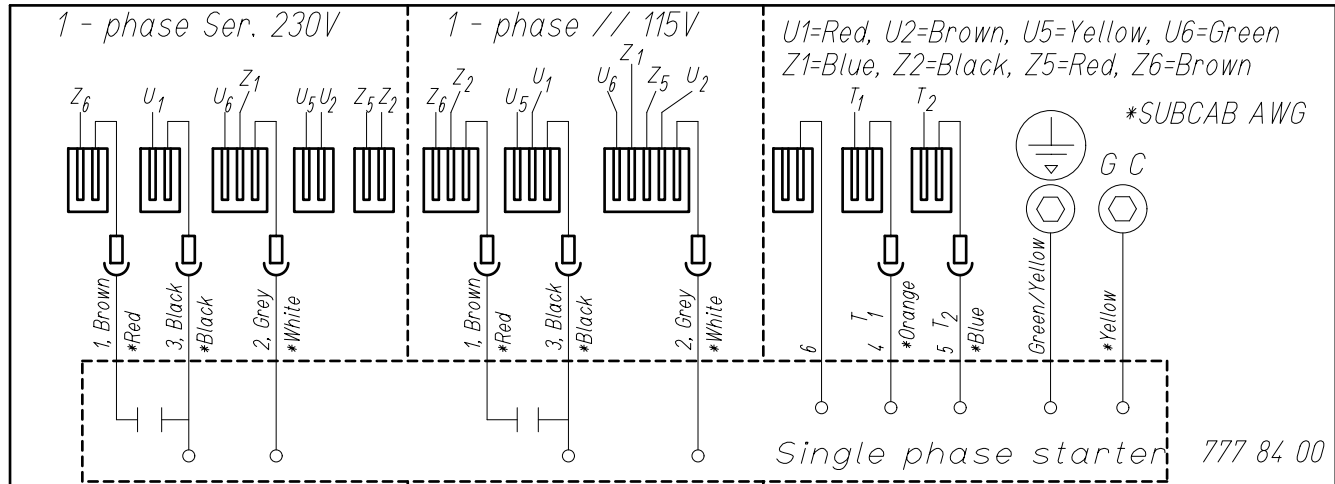 1 - phase Ser. 230V
Z6 U1 U6 Z1 U5 U2 Z5 Z2
1, Brown
*Red
3, Black
*Black
2, Grey
*White
1 - phase // 115V
Z6 Z2 U5 U1 U6 Z1 Z5 U2
1, Brown
*Red
3, Black
*Black
2, Grey
*White
U1=Red, U2=Brown, U5=Yellow, U6=Green
Z1=Blue, Z2=Black, Z5=Red, Z6=Brown
*SUBCAB AWG
T1 T2
G C
6
4 T1
*Orange
5 T2
*Blue
Green/Yellow
*Yellow
Single phase starter
777 84 00